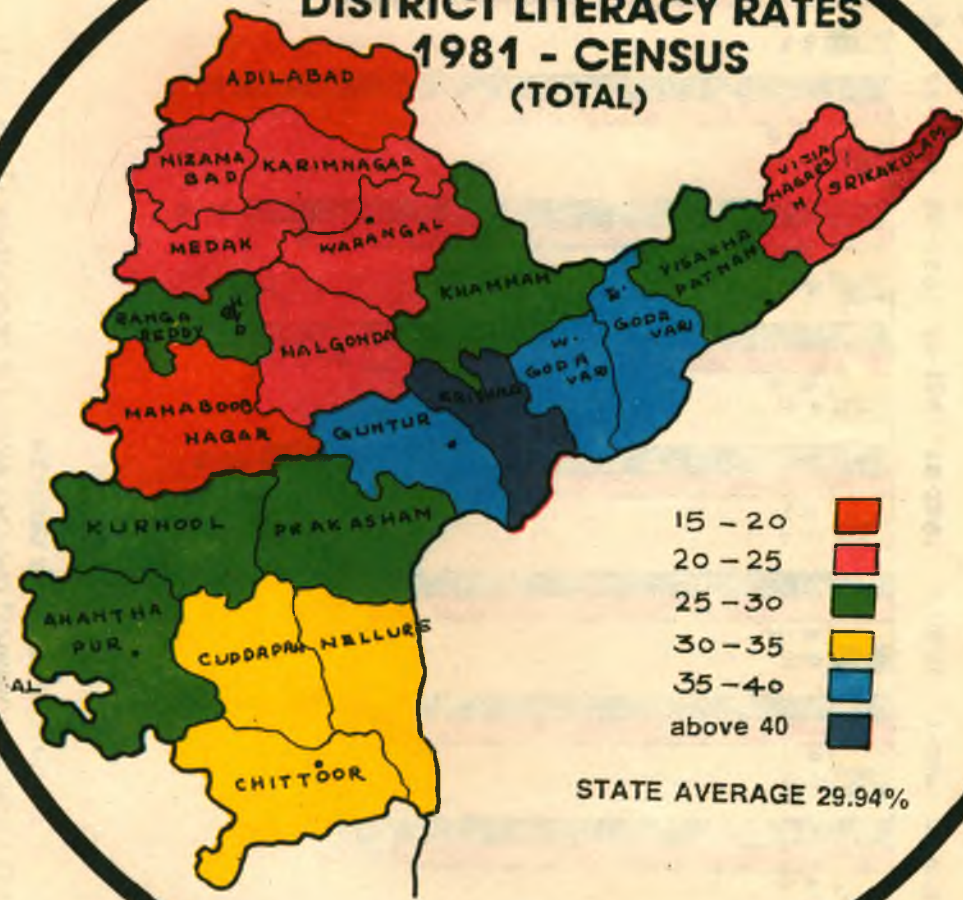 DISTRICT LITERACY RATES
1981 - CENSUS
(TOTAL)
ADILABAD
NIZAMA
BAD
KARIMNAGAR
MEDAK
WARANGAL
VIZIA
NAGARA
M
SRIKAKULAM
VISAKHA
PATNAM
KHAMMAM
RANGA
REDDY
HYD
NALGONDA
E.
GODA
VARI
W.
GODA
VARI
KRISHNA
MAHABOOB
NAGAR
GUNTUR
KURNOOL
PRAKASHAM
ANANTHA
PUR
CUDDAPAH
NELLURE
AL
CHITTOOR
15 - 20
20 - 25
25 - 30
30 - 35
35 - 40
above 40
STATE AVERAGE 29.94%